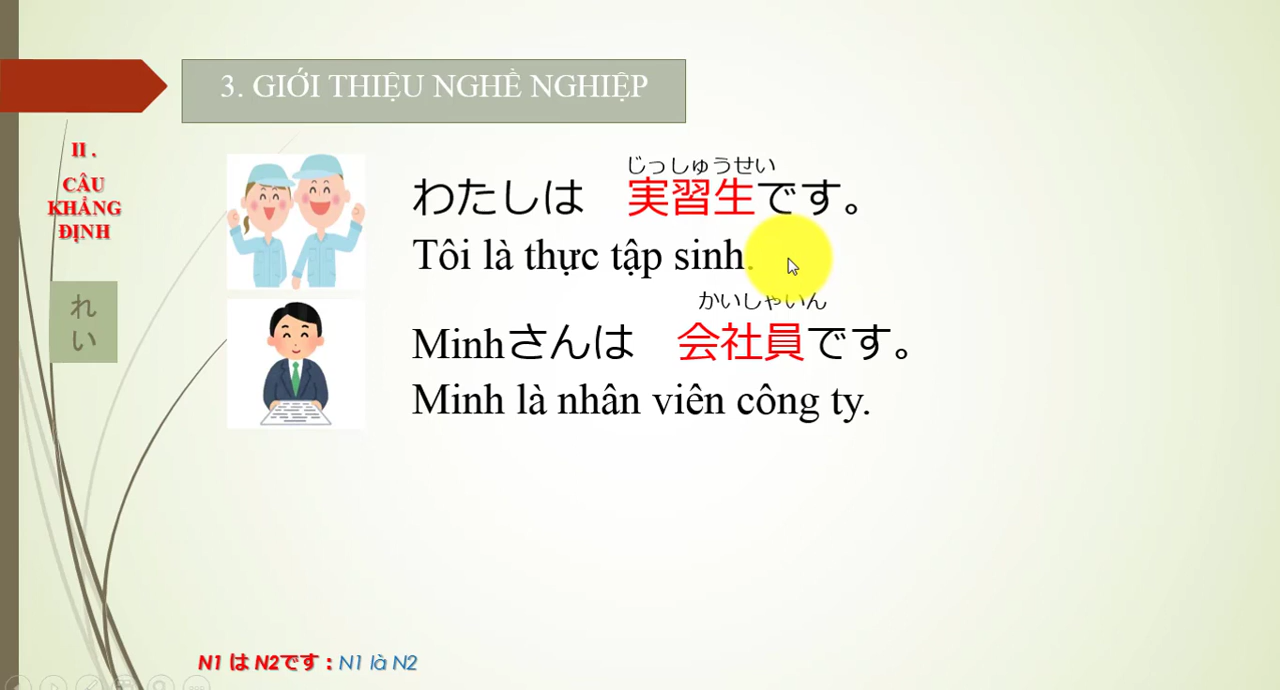 3. GIỚI THIỆU NGHỀ NGHIỆP
II .
CÂU
KHẲNG
ĐỊNH
れ
い
じっしゅうせい
わたしは 実習生です。
Tôi là thực tập sinh.
かいしゃいん
Minhさんは 会社員です。
Minh là nhân viên công ty.
N1 は N2です : N1 là N2